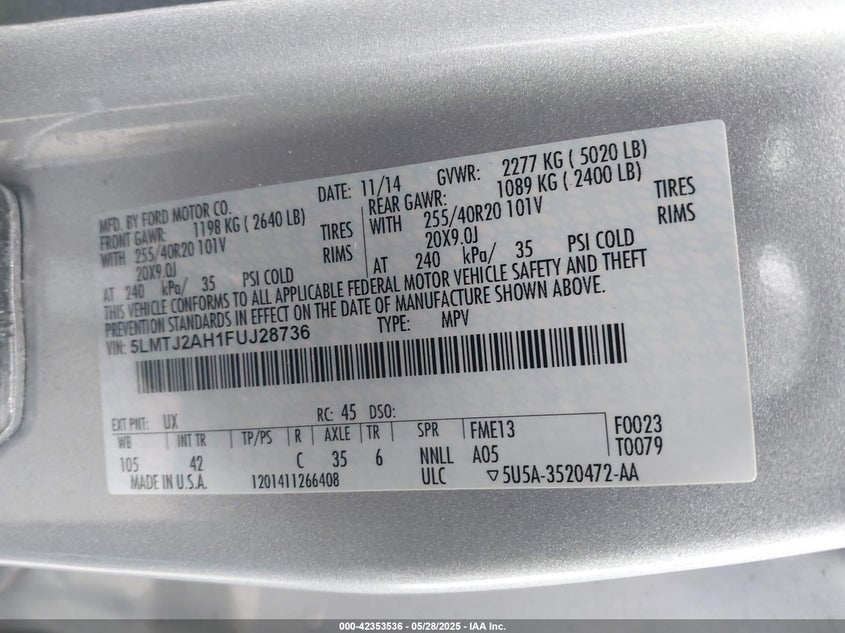 MFD. BY FORD MOTOR CO.
DATE: 11/14
GVWR: 2277 KG ( 5020 LB)
FRONT GAWR: 1198 KG ( 2640 LB)
REAR GAWR: 1089 KG ( 2400 LB)
WITH 255/40R20 101V TIRES
WITH 255/40R20 101V TIRES
20X9.0J RIMS
20X9.0J RIMS
AT 240 kPa/ 35 PSI COLD
AT 240 kPa/ 35 PSI COLD
THIS VEHICLE CONFORMS TO ALL APPLICABLE FEDERAL MOTOR VEHICLE SAFETY AND THEFT
PREVENTION STANDARDS IN EFFECT ON THE DATE OF MANUFACTURE SHOWN ABOVE.
VIN: 5LMTJ2AH1FUJ28736
TYPE: MPV
EXT PNT: UX RC: 45 DSO:
WB INT TR TP/PS R AXLE TR SPR FME13 F0023
105 42 C 35 6 NNLL A05 T0079
MADE IN U.S.A. 1201411266408 ULC ▽5U5A-3520472-AA
000-42353536 - 05/28/2025 - IAA Inc.